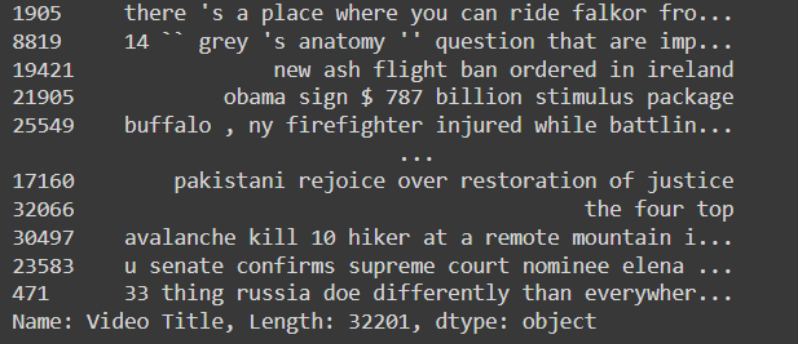 1905 there 's a place where you can ride falkor fro...
8819 14 `` grey 's anatomy '' question that are imp...
19421 new ash flight ban ordered in ireland
21905 obama sign $ 787 billion stimulus package
25549 buffalo , ny firefighter injured while battlin...
...
17160 pakistani rejoice over restoration of justice
32066 the four top
30497 avalanche kill 10 hiker at a remote mountain i...
23583 u senate confirms supreme court nominee elena ...
471 33 thing russia doe differently than everywher...
Name: Video Title, Length: 32201, dtype: object